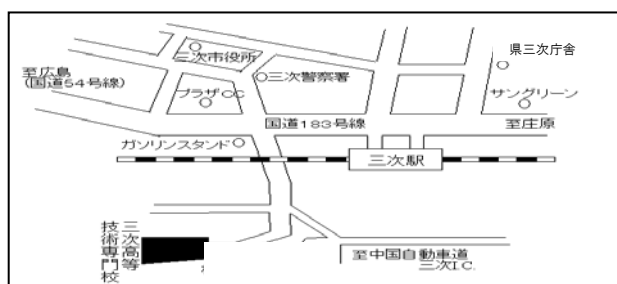 県三次庁舎
三次市役所
至広島
(国道54号線)
三次警察署
プラザCC
サングリーン
国道183号線
至庄原
ガソリンスタンド
三次駅
三次高等
技術専門校
至中国自動車道
三次I.C.